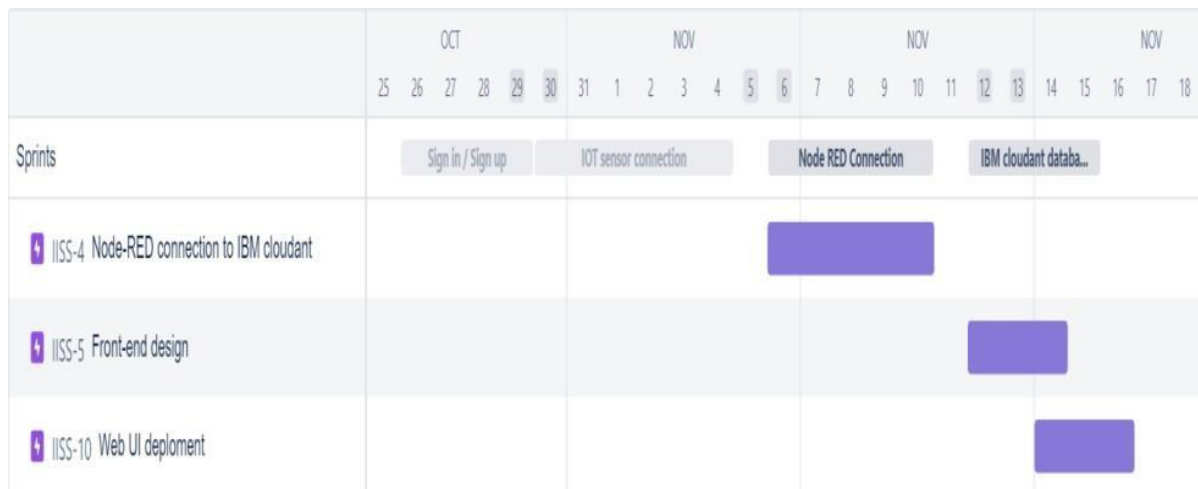 OCT NOV NOV NOV
25 26 27 28 29 30 31 1 2 3 4 5 6 7 8 9 10 11 12 13 14 15 16 17 18
Sprints Sign in / Sign up IOT sensor connection Node RED Connection IBM cloudant databa...
IISS-4 Node-RED connection to IBM cloudant
IISS-5 Front-end design
IISS-10 Web UI deploment